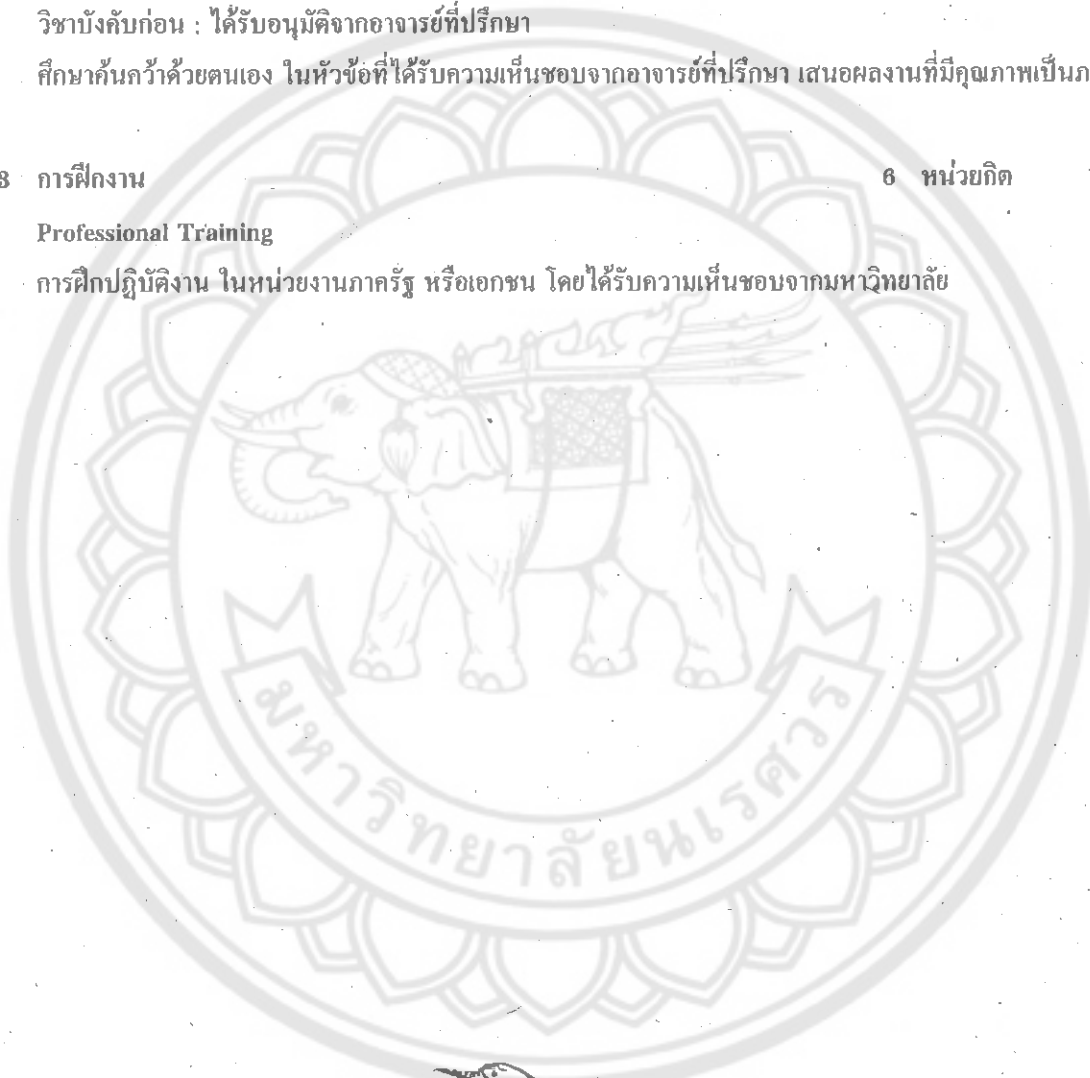 วิชาบังคับก่อน : ได้รับอนุมัติจากอาจารย์ที่ปรึกษา
ศึกษาค้นคว้าด้วยตนเอง ในหัวข้อที่ได้รับความเห็นชอบจากอาจารย์ที่ปรึกษา เสนอผลงานที่มีคุณภาพเป็นภ
3 การฝึกงาน 6 หน่วยกิต
Professional Training
การฝึกปฏิบัติงาน ในหน่วยงานภาครัฐ หรือเอกชน โดยได้รับความเห็นชอบจากมหาวิทยาลัย
มหาวิทยาลัยนเรศวร